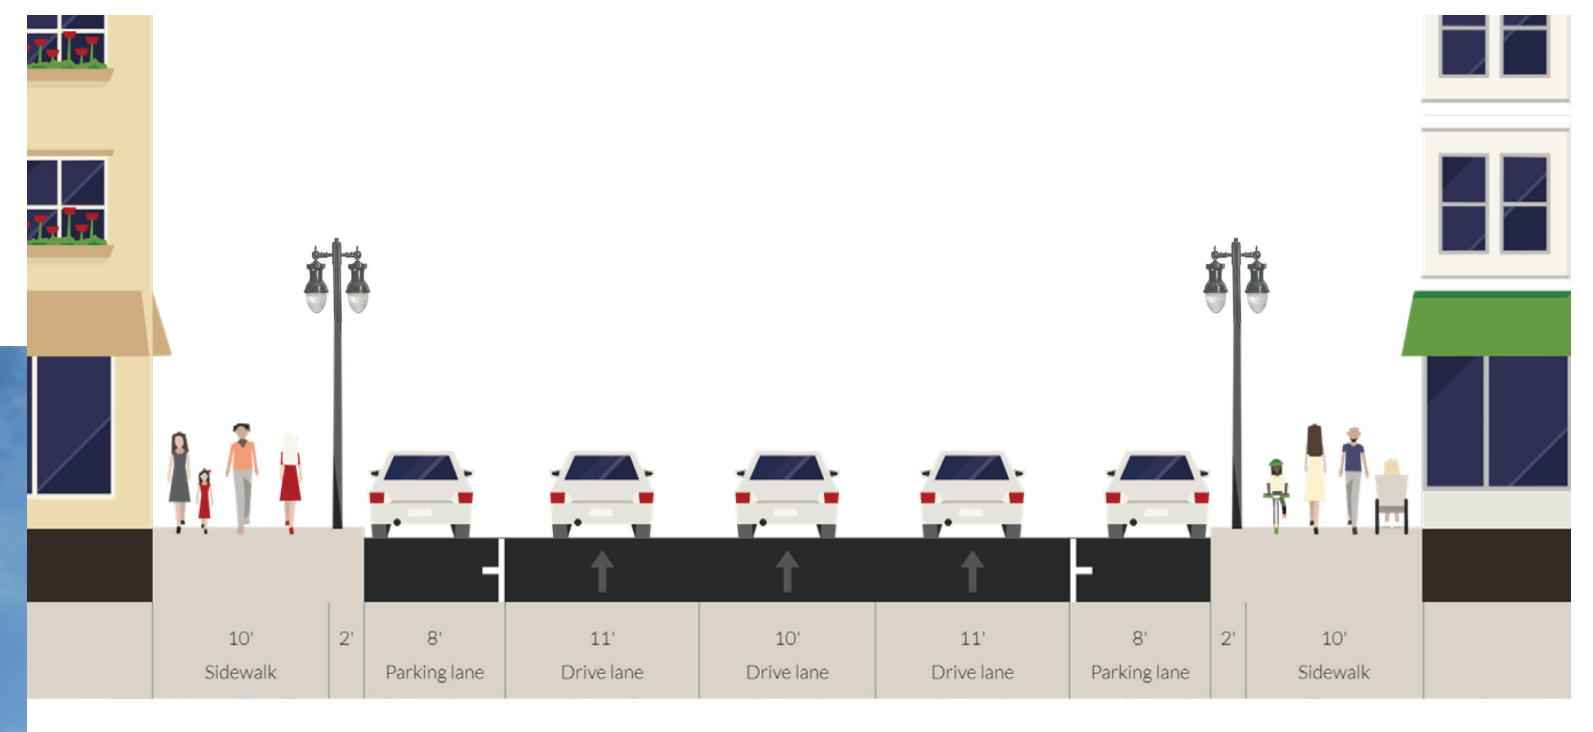 10' 2' 8' 11' 10' 11' 8' 2' 10'
Sidewalk Parking lane Drive lane Drive lane Drive lane Parking lane Sidewalk